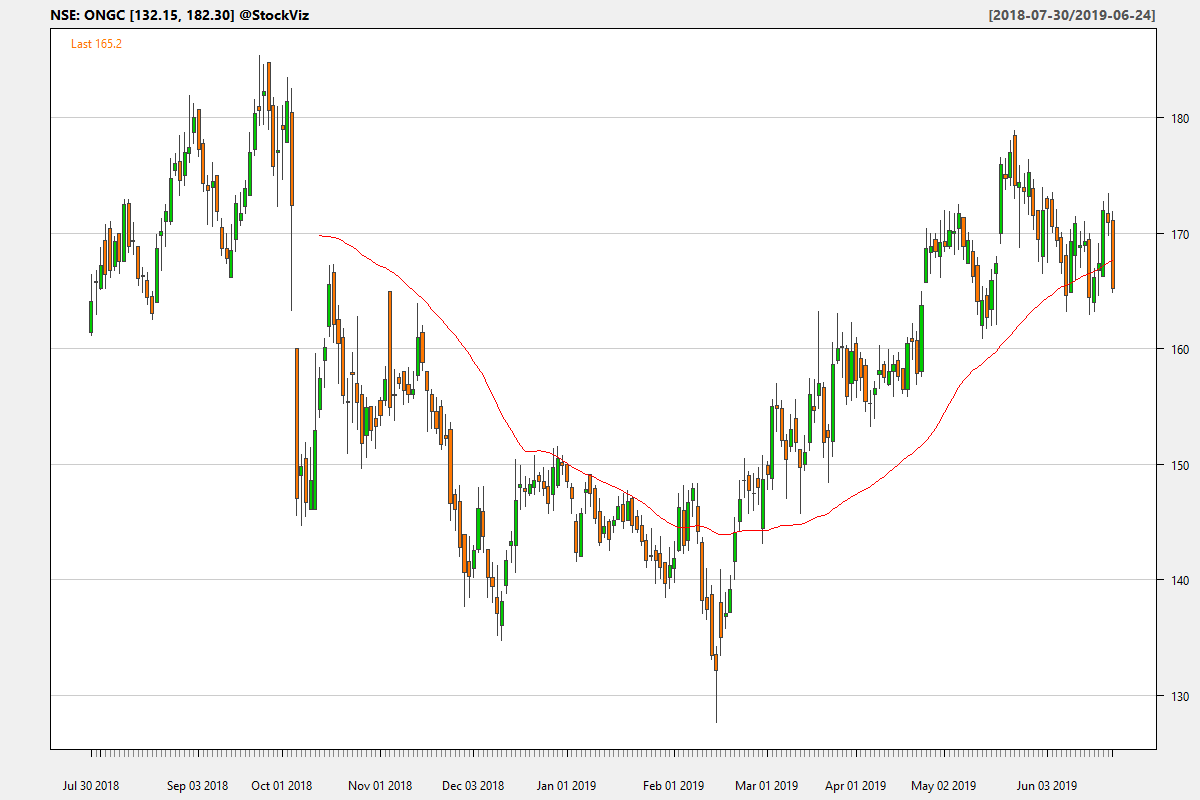 NSE: ONGC [132.15, 182.30] @StockViz
[2018-07-30/2019-06-24]
Last 165.2
180
170
160
150
140
130
Jul 30 2018
Sep 03 2018
Oct 01 2018
Nov 01 2018
Dec 03 2018
Jan 01 2019
Feb 01 2019
Mar 01 2019
Apr 01 2019
May 02 2019
Jun 03 2019